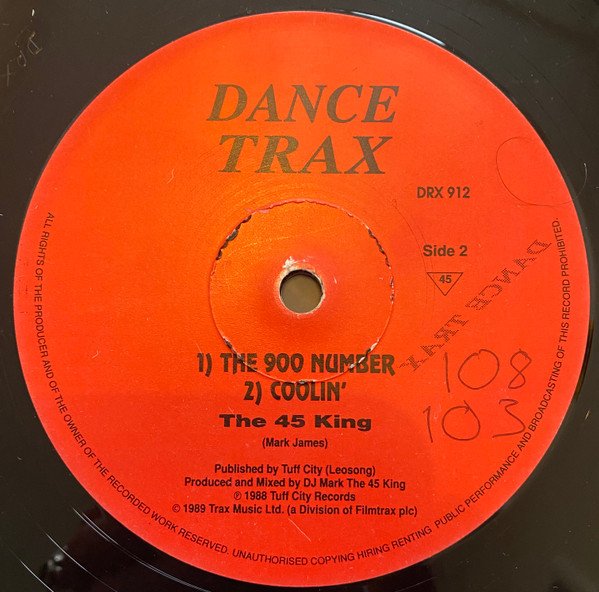 DANCE
TRAX
DRX 912
Side 2
45
DANCE TRAX
1) THE 900 NUMBER
2) COOLIN'
108
103
The 45 King
(Mark James)
Published by Tuff City (Leosong)
Produced and Mixed by DJ Mark The 45 King
℗ 1988 Tuff City Records
© 1989 Trax Music Ltd. (a Division of Filmtrax plc)
ALL RIGHTS OF THE PRODUCER AND OF THE OWNER OF THE RECORDED WORK RESERVED. UNAUTHORISED COPYING HIRING RENTING PUBLIC PERFORMANCE AND BROADCASTING OF THIS RECORD PROHIBITED.